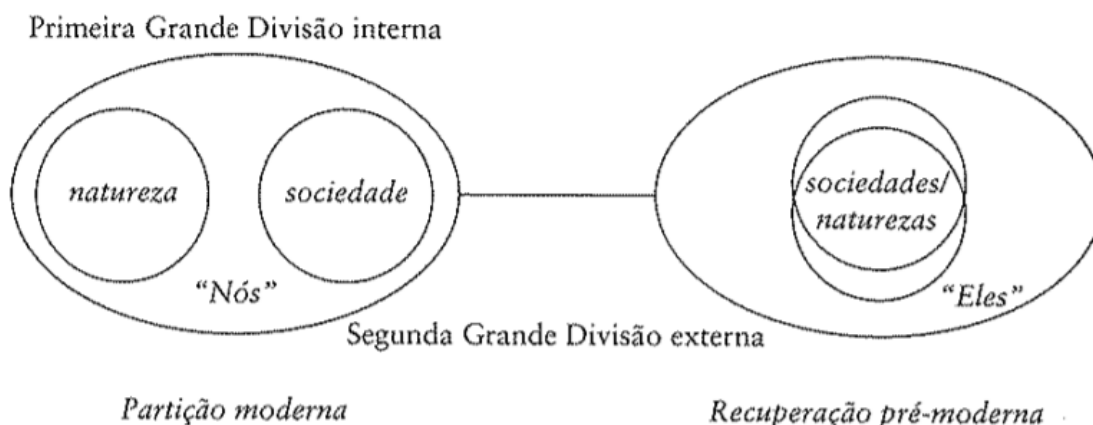 Primeira Grande Divisão interna
natureza
sociedade
sociedades/
naturezas
“Nós”
“Eles”
Segunda Grande Divisão externa
Partição moderna
Recuperação pré-moderna